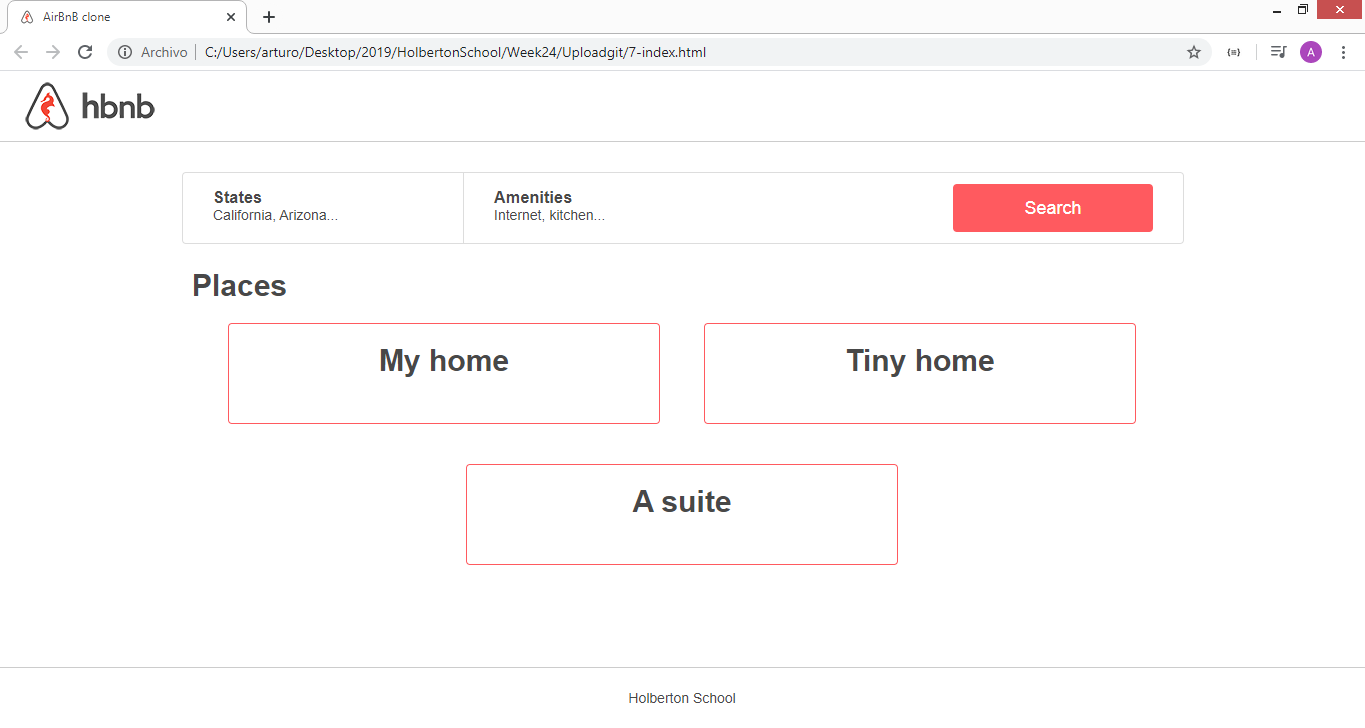 AirBnB clone
Archivo C:/Users/arturo/Desktop/2019/HolbertonSchool/Week24/Uploadgit/7-index.html
A
hbnb
States
California, Arizona...
Amenities
Internet, kitchen...
Search
Places
My home
Tiny home
A suite
Holberton School